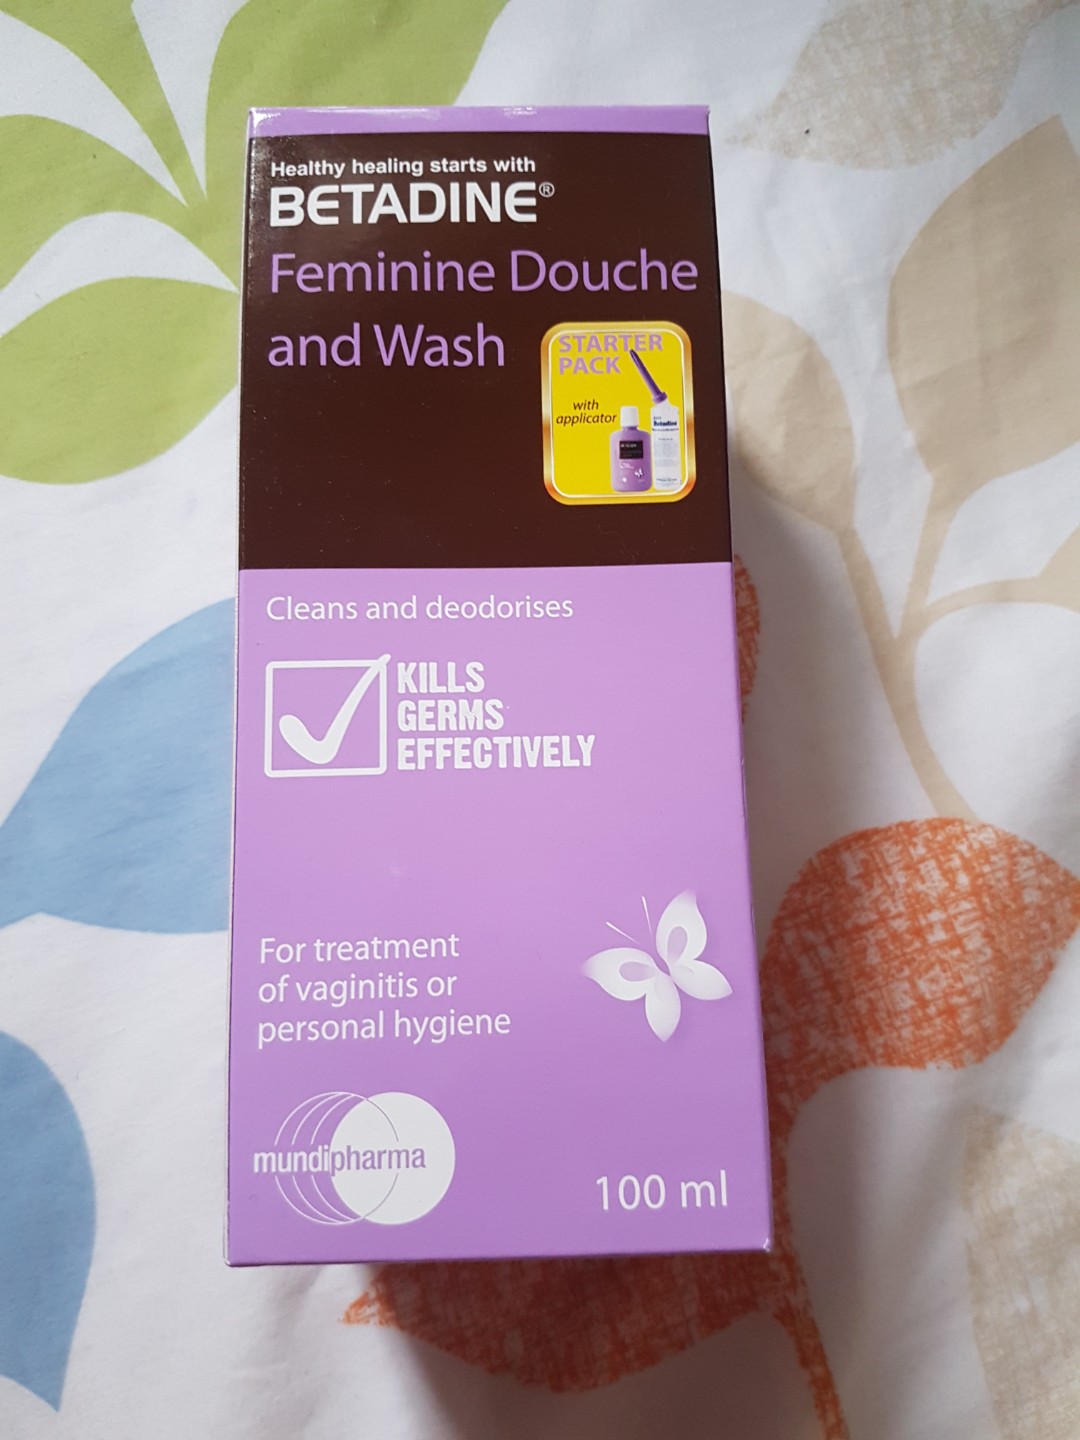 Healthy healing starts with
BETADINE®
Feminine Douche
and Wash
STARTER
PACK
with
applicator
Betadine
Cleans and deodorises
KILLS
GERMS
EFFECTIVELY
For treatment
of vaginitis or
personal hygiene
mundipharma
100 ml